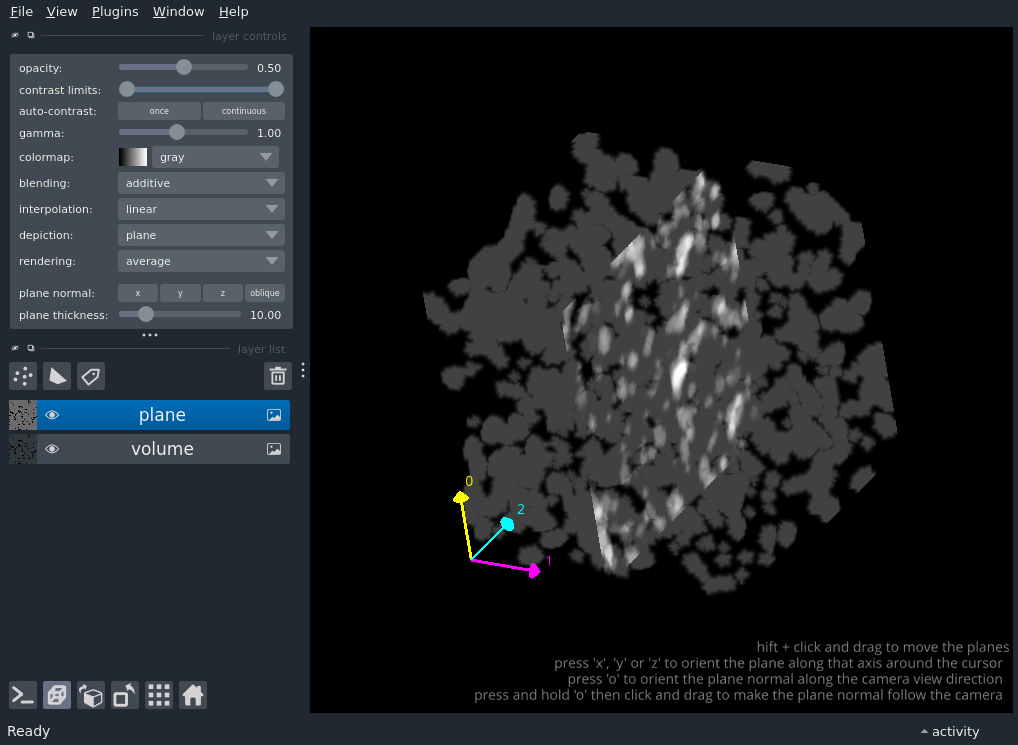 File View Plugins Window Help
layer controls
opacity: 0.50
contrast limits:
auto-contrast: once continuous
gamma: 1.00
colormap: gray
blending: additive
interpolation: linear
depiction: plane
rendering: average
plane normal: x y z oblique
plane thickness: 10.00
layer list
plane
volume
0
2
1
hift + click and drag to move the planes
press 'x', 'y' or 'z' to orient the plane along that axis around the cursor
press 'o' to orient the plane normal along the camera view direction
press and hold 'o' then click and drag to make the plane normal follow the camera
Ready activity